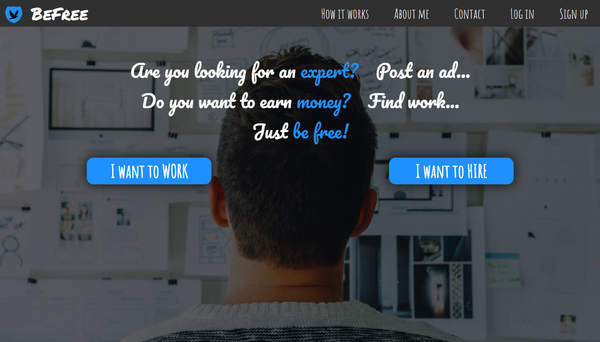 BeFree
How it works About me Contact Log in Sign up
Are you looking for an expert? Post an ad...
Do you want to earn money? Find work...
Just be free!
I want to WORK
I want to HIRE